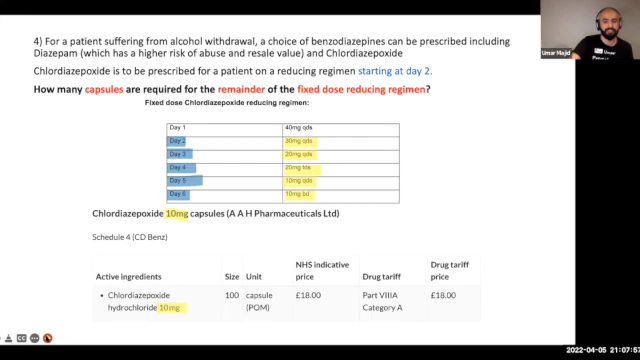 4) For a patient suffering from alcohol withdrawal, a choice of benzodiazepines can be prescribed including
Diazepam (which has a higher risk of abuse and resale value) and Chlordiazepoxide
Umar Majid
Chlordiazepoxide is to be prescribed for a patient on a reducing regimen starting at day 2.
How many capsules are required for the remainder of the fixed dose reducing regimen?
Fixed dose Chlordiazepoxide reducing regimen:
Day 1 40mg qds
Day 2 30mg qds
Day 3 20mg qds
Day 4 20mg tds
Day 5 10mg qds
Day 6 10mg bd
Chlordiazepoxide 10mg capsules (A A H Pharmaceuticals Ltd)
Schedule 4 (CD Benz)
Active ingredients Size Unit NHS indicative price Drug tariff Drug tariff price
• Chlordiazepoxide 100 capsule £18.00 Part VIIIA £18.00
hydrochloride 10mg (POM) Category A
CC
2022-04-05 21:07:57